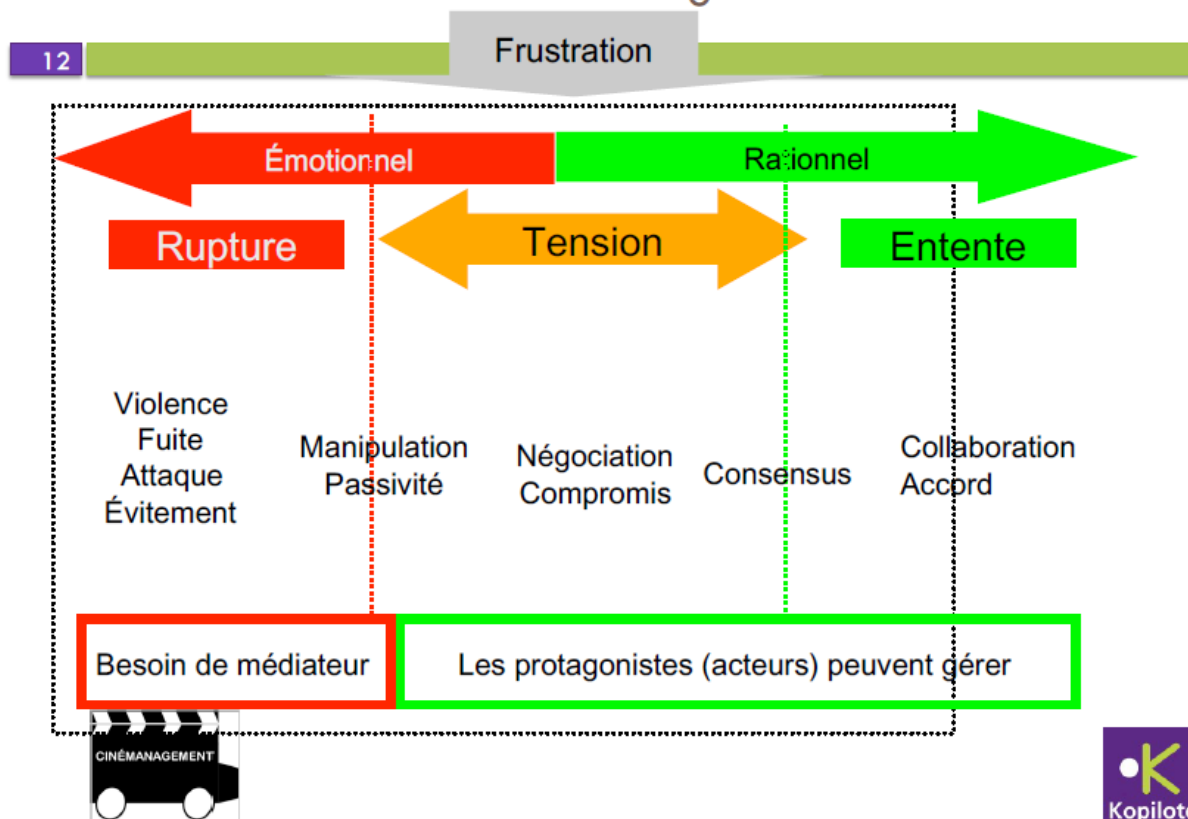 12
Frustration
Émotionnel
Rationnel
Rupture
Tension
Entente
Violence
Fuite
Attaque
Évitement
Manipulation
Passivité
Négociation
Compromis
Consensus
Collaboration
Accord
Besoin de médiateur
Les protagonistes (acteurs) peuvent gérer
CINÉMANAGEMENT
K
Kopilote